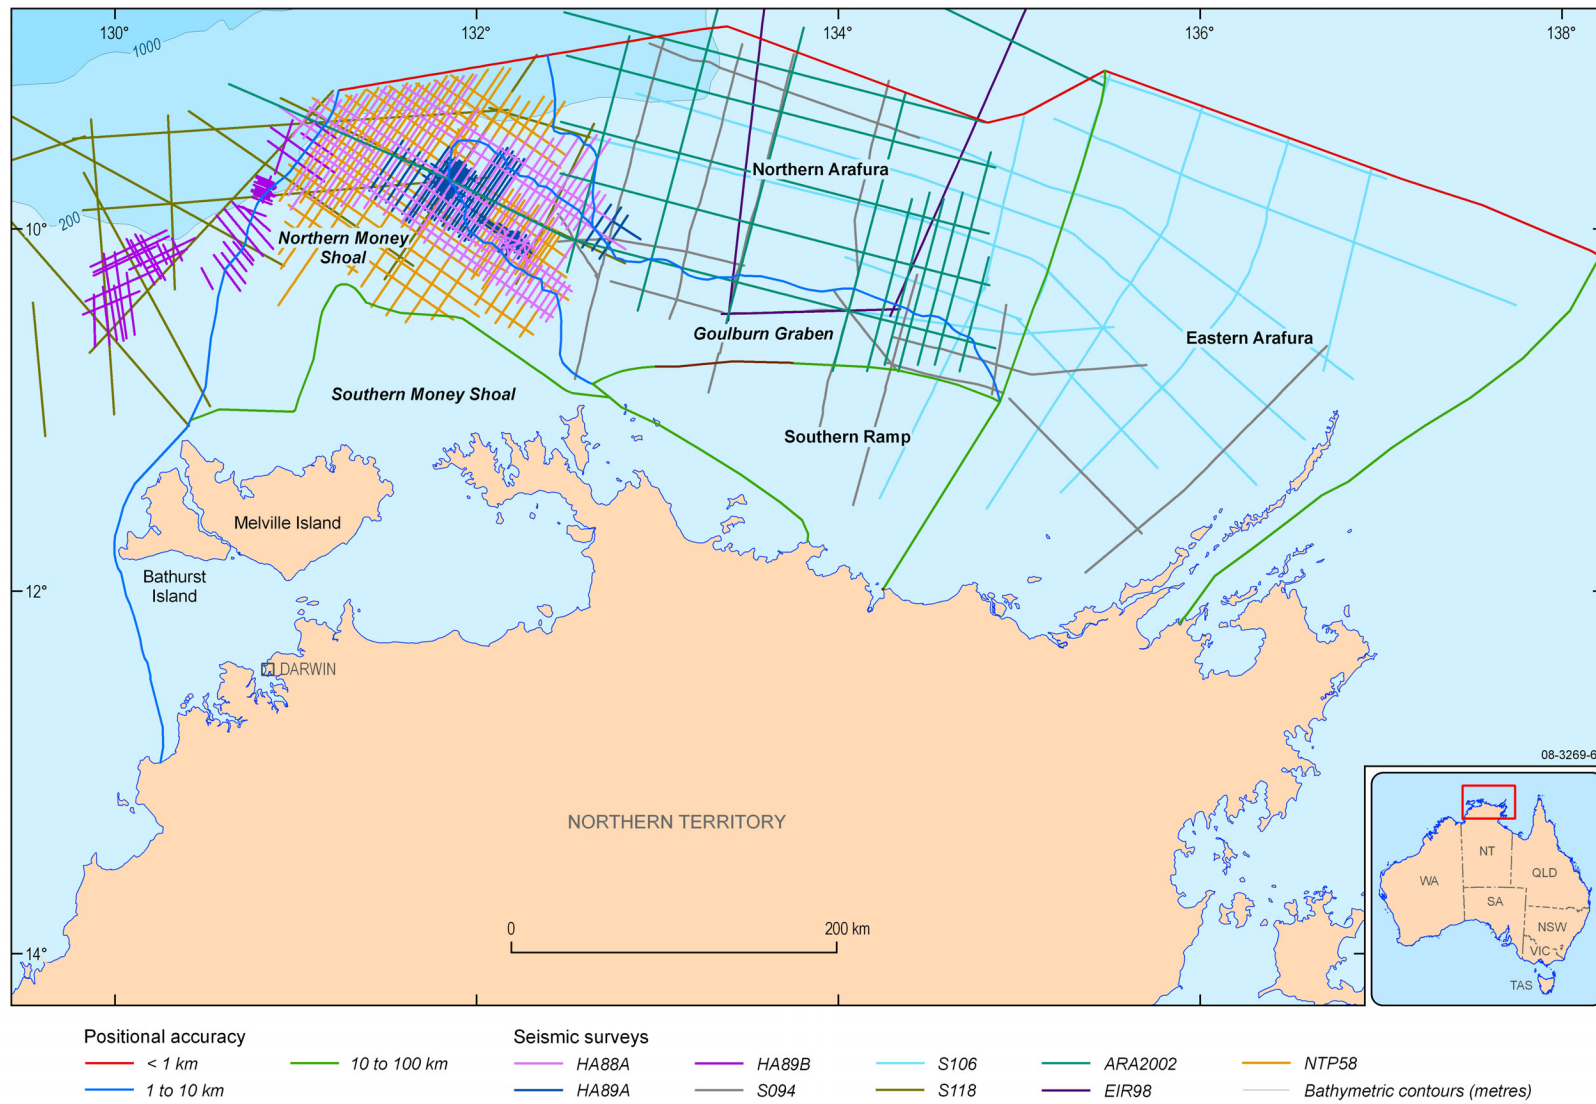 130°
132°
134°
136°
138°
1000
200
10°
12°
14°
Northern Arafura
Northern Money
Shoal
Goulburn Graben
Eastern Arafura
Southern Money Shoal
Southern Ramp
Melville Island
Bathurst
Island
DARWIN
NORTHERN TERRITORY
0
200 km
08-3269-6
WA
NT
QLD
SA
NSW
VIC
TAS
Positional accuracy
< 1 km
10 to 100 km
1 to 10 km
Seismic surveys
HA88A
HA89B
S106
ARA2002
NTP58
HA89A
S094
S118
EIR98
Bathymetric contours (metres)